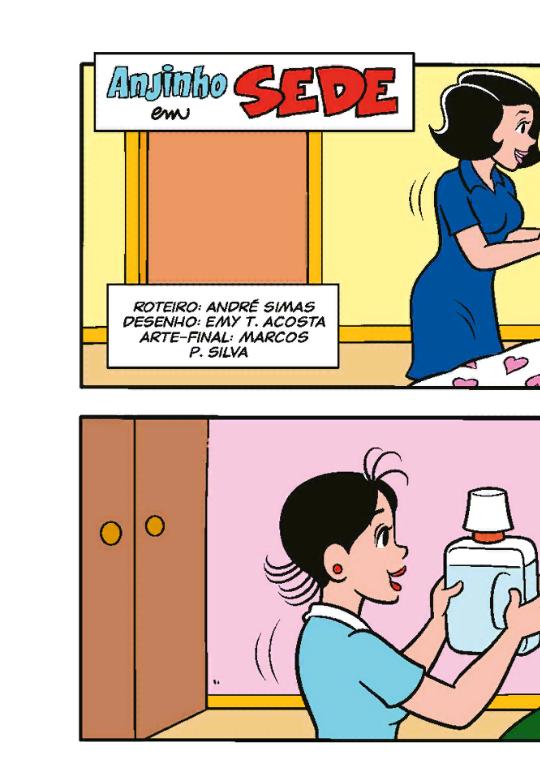 Anjinho SEDE
em
ROTEIRO: ANDRÉ SIMAS
DESENHO: EMY T. ACOSTA
ARTE-FINAL: MARCOS
P. SILVA